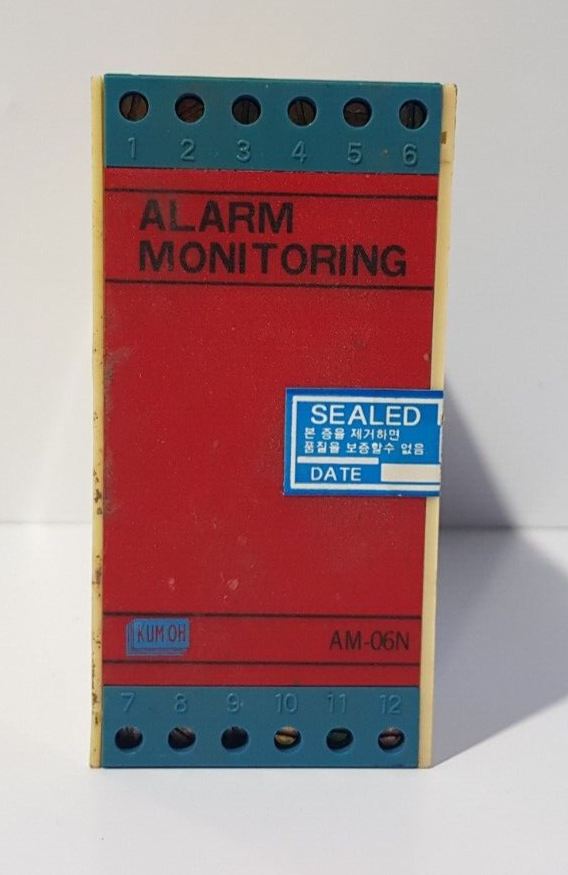 1 2 3 4 5 6
ALARM
MONITORING
SEALED
본 증을 제거하면
품질을 보증할수 없음
DATE
KUM OH
AM-06N
7 8 9 10 11 12